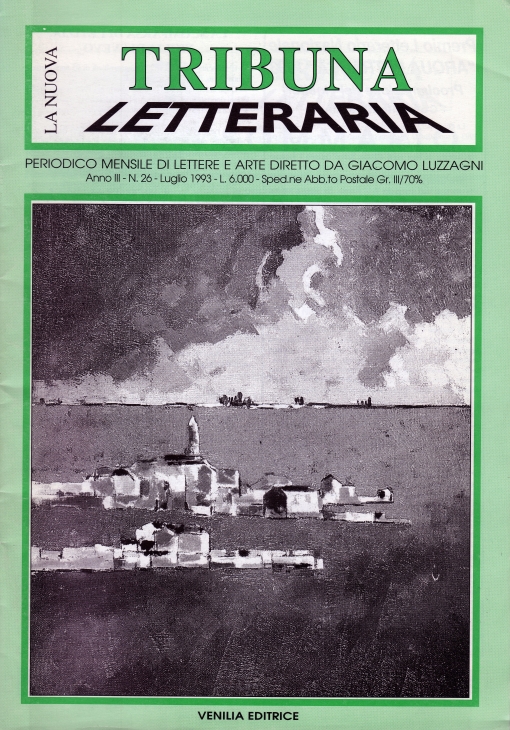 LA NUOVA
TRIBUNA
LETTERARIA
PERIODICO MENSILE DI LETTERE E ARTE DIRETTO DA GIACOMO LUZZAGNI
Anno III - N. 26 - Luglio 1993 - L. 6.000 - Sped.ne Abb.to Postale Gr. III/70%
VENILIA EDITRICE